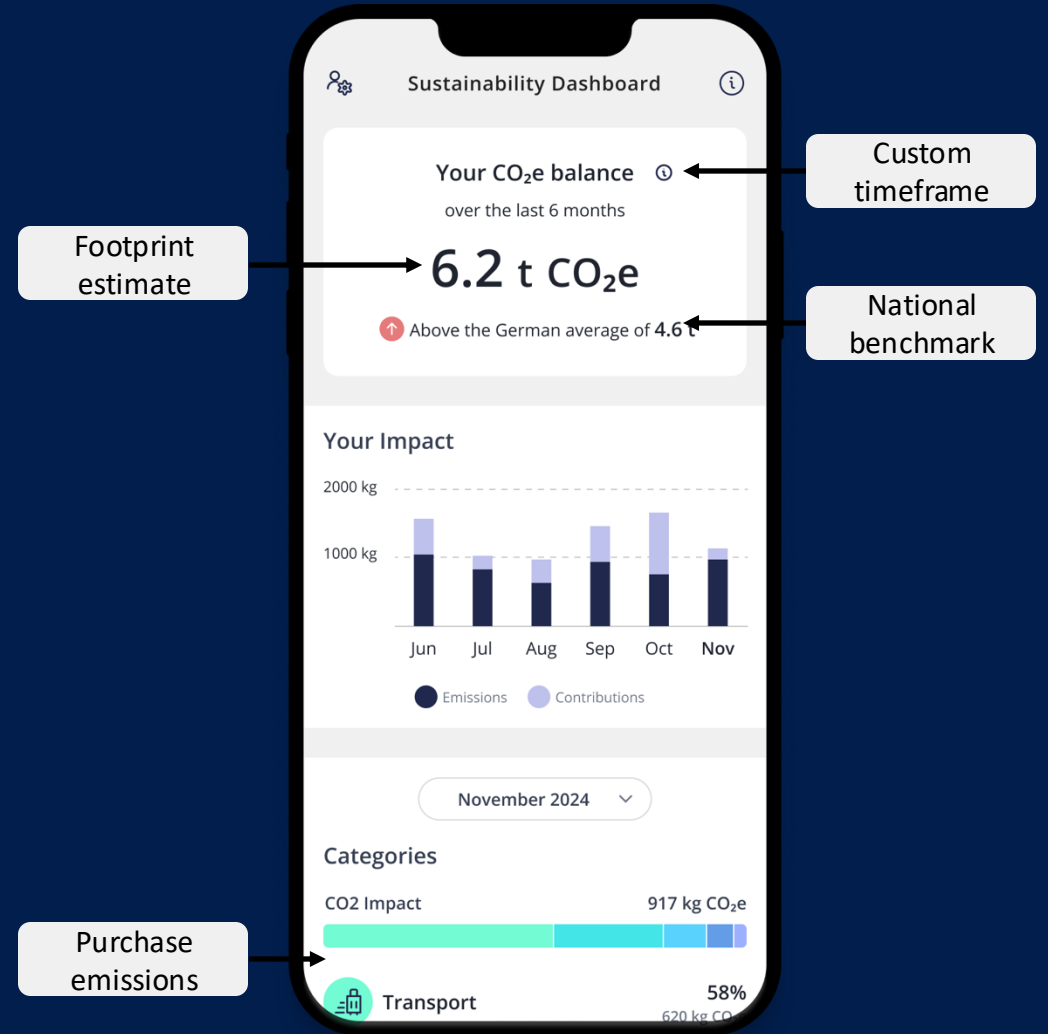 Sustainability Dashboard
Your CO₂e balance
over the last 6 months
6.2 t CO₂e
Above the German average of 4.6 t
Custom
timeframe
Footprint
estimate
National
benchmark
Your Impact
2000 kg
1000 kg
Jun Jul Aug Sep Oct Nov
Emissions Contributions
November 2024
Categories
CO2 Impact 917 kg CO₂e
Purchase
emissions
Transport 58%
620 kg